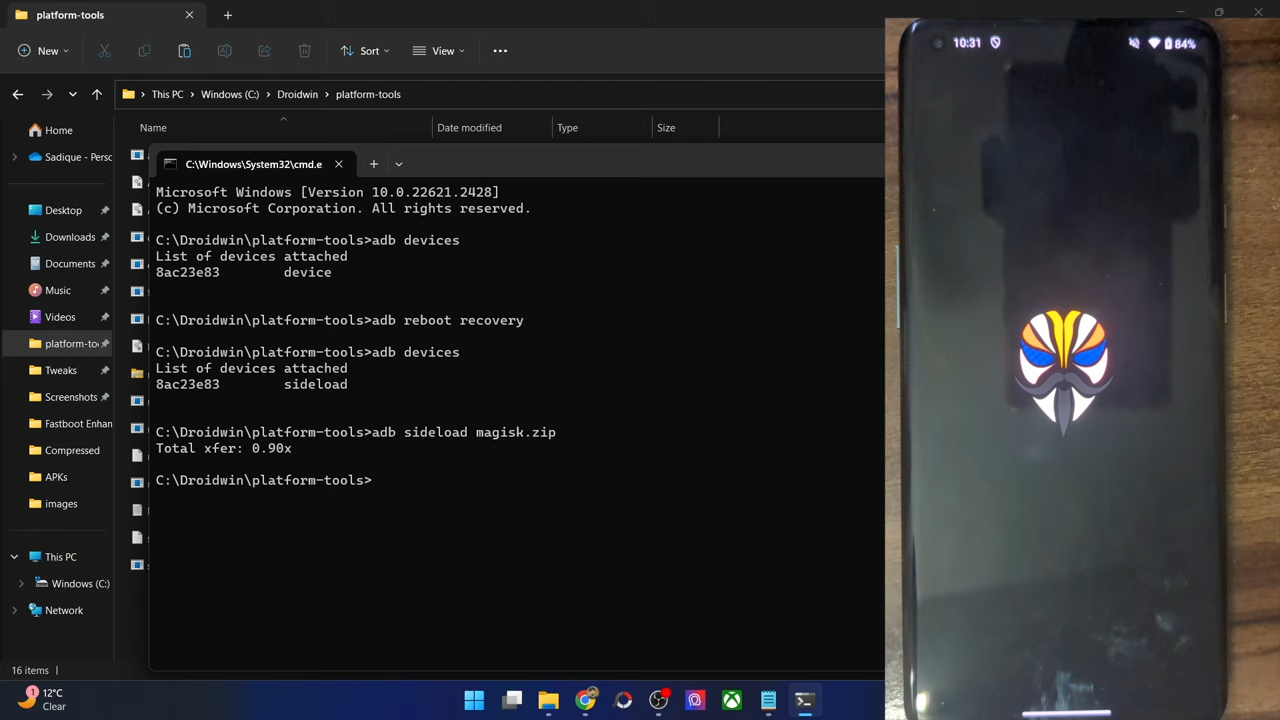 platform-tools
New
Sort
View
This PC
Windows (C:)
Droidwin
platform-tools
Name
Date modified
Type
Size
Home
Sadique - Persc
Desktop
Downloads
Documents
Music
Videos
platform-too
Tweaks
Screenshots
Fastboot Enhan
Compressed
APKs
images
This PC
Windows (C:)
Network
16 items
C:\Windows\System32\cmd.e
Microsoft Windows [Version 10.0.22621.2428]
(c) Microsoft Corporation. All rights reserved.
C:\Droidwin\platform-tools>adb devices
List of devices attached
8ac23e83 device
C:\Droidwin\platform-tools>adb reboot recovery
C:\Droidwin\platform-tools>adb devices
List of devices attached
8ac23e83 sideload
C:\Droidwin\platform-tools>adb sideload magisk.zip
Total xfer: 0.90x
C:\Droidwin\platform-tools>
10:31
84%
1
12°C
Clear